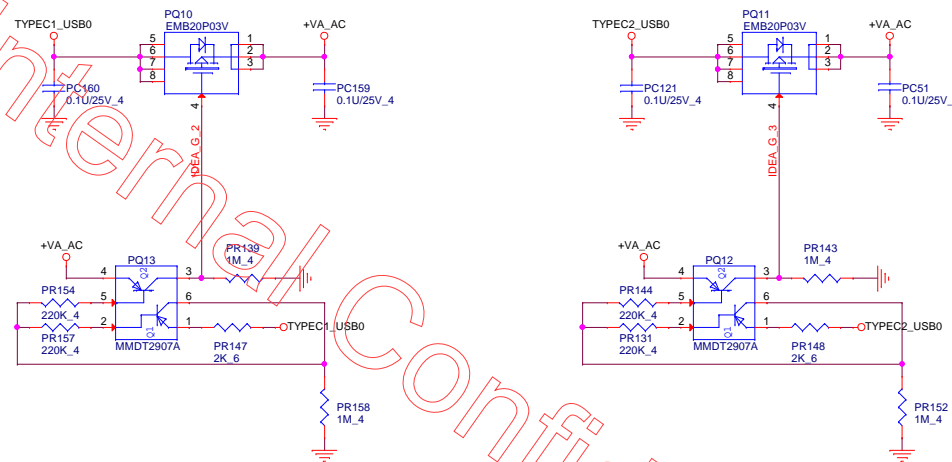 PQ10
EMB20P03V
TYPEC1_USB0
+VA_AC
5
6
7
8
1
2
3
4
PC160
0.1U/25V_4
PC159
0.1U/25V_4
IDEA_G_2
PQ11
EMB20P03V
TYPEC2_USB0
+VA_AC
5
6
7
8
1
2
3
4
PC121
0.1U/25V_4
PC51
0.1U/25V_
IDEA_G_3
+VA_AC
PQ13
PR139
1M_4
4
3
Q2
PR154
220K_4
5
6
2
1
Q1
PR157
220K_4
MMDT2907A
PR147
2K_6
TYPEC1_USB0
PR158
1M_4
+VA_AC
PQ12
PR143
1M_4
4
3
Q2
PR144
220K_4
5
6
2
1
Q1
PR131
220K_4
MMDT2907A
PR148
2K_6
TYPEC2_USB0
PR152
1M_4
nternal Confi